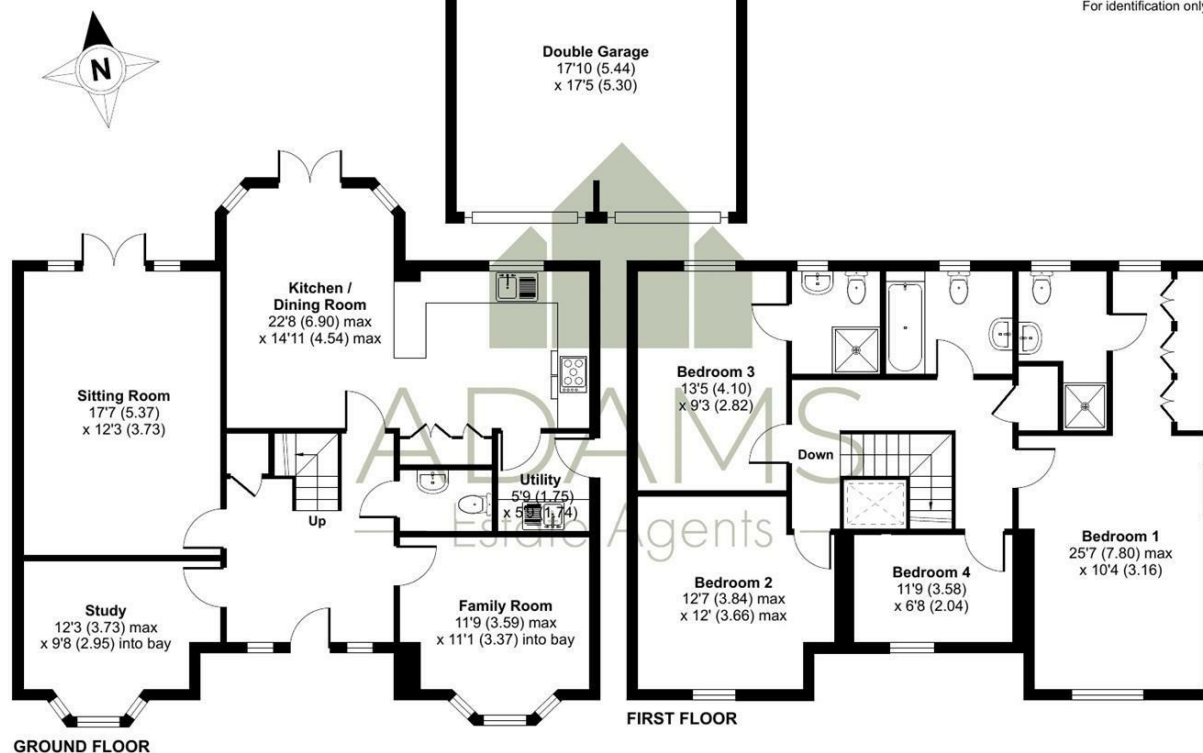 For identification only
N
Double Garage
17'10 (5.44)
x 17'5 (5.30)
Kitchen /
Dining Room
22'8 (6.90) max
x 14'11 (4.54) max
Sitting Room
17'7 (5.37)
x 12'3 (3.73)
Utility
5'9 (1.75)
x 5'9 (1.74)
Up
Study
12'3 (3.73) max
x 9'8 (2.95) into bay
Family Room
11'9 (3.59) max
x 11'1 (3.37) into bay
GROUND FLOOR
Bedroom 3
13'5 (4.10)
x 9'3 (2.82)
Down
Bedroom 1
25'7 (7.80) max
x 10'4 (3.16)
Bedroom 2
12'7 (3.84) max
x 12' (3.66) max
Bedroom 4
11'9 (3.58)
x 6'8 (2.04)
FIRST FLOOR
ADAMS
Estate Agents